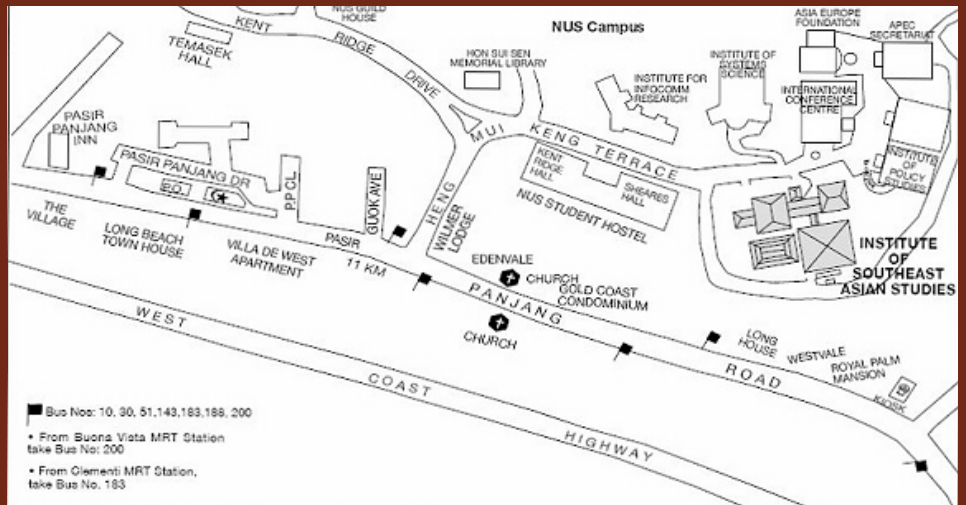 NUS GUILD
HOUSE
KENT
RIDGE
DRIVE
TEMASEK
HALL
NUS Campus
HON SUI SEN
MEMORIAL LIBRARY
INSTITUTE FOR
INFOCOMM
RESEARCH
INSTITUTE OF
SYSTEMS
SCIENCE
ASIA EUROPE
FOUNDATION
APEC
SECRETARIAT
INTERNATIONAL
CONFERENCE
CENTRE
INSTITUTE
OF
POLICY
STUDIES
PASIR
PANJANG
INN
PASIR PANJANG DR
P.O.
P.P CL.
GUOK AVE
HENG
MUI
KENG TERRACE
KENT
RIDGE
HALL
SHEARES
HALL
NUS STUDENT HOSTEL
WILMER
LODGE
THE
VILLAGE
LONG BEACH
TOWN HOUSE
VILLA DE WEST
APARTMENT
PASIR
11 KM
PANJANG
ROAD
EDENVALE
CHURCH
GOLD COAST
CONDOMINIUM
CHURCH
INSTITUTE
OF
SOUTHEAST
ASIAN STUDIES
LONG
HOUSE
WESTVALE
ROYAL PALM
MANSION
KIOSK
WEST
COAST
HIGHWAY
Bus Nos: 10, 30, 51,143,183,188, 200
• From Buona Vista MRT Station
take Bus No: 200
• From Clementi MRT Station,
take Bus No. 183